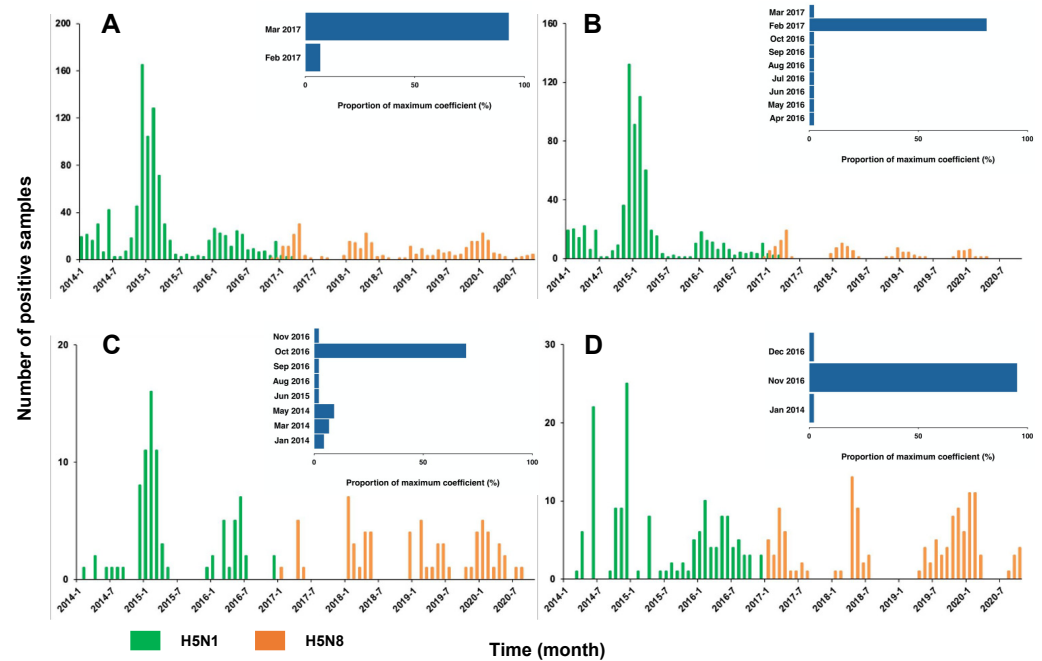 A
200
160
120
80
40
0
2014-1
2014-7
2015-1
2015-7
2016-1
2016-7
2017-1
2017-7
2018-1
2018-7
2019-1
2019-7
2020-1
2020-7
Mar 2017
Feb 2017
0
50
100
Proportion of maximum coefficient (%)
B
160
120
80
40
0
2014-1
2014-7
2015-1
2015-7
2016-1
2016-7
2017-1
2017-7
2018-1
2018-7
2019-1
2019-7
2020-1
2020-7
Mar 2017
Feb 2017
Oct 2016
Sep 2016
Aug 2016
Jul 2016
Jun 2016
May 2016
Apr 2016
0
50
100
Proportion of maximum coefficient (%)
Number of positive samples
C
20
10
0
2014-1
2014-7
2015-1
2015-7
2016-1
2016-7
2017-1
2017-7
2018-1
2018-7
2019-1
2019-7
2020-1
2020-7
Nov 2016
Oct 2016
Sep 2016
Aug 2016
Jun 2015
May 2014
Mar 2014
Jan 2014
0
50
100
Proportion of maximum coefficient (%)
D
30
20
10
0
2014-1
2014-7
2015-1
2015-7
2016-1
2016-7
2017-1
2017-7
2018-1
2018-7
2019-1
2019-7
2020-1
2020-7
Dec 2016
Nov 2016
Jan 2014
0
50
100
Proportion of maximum coefficient (%)
H5N1
H5N8
Time (month)